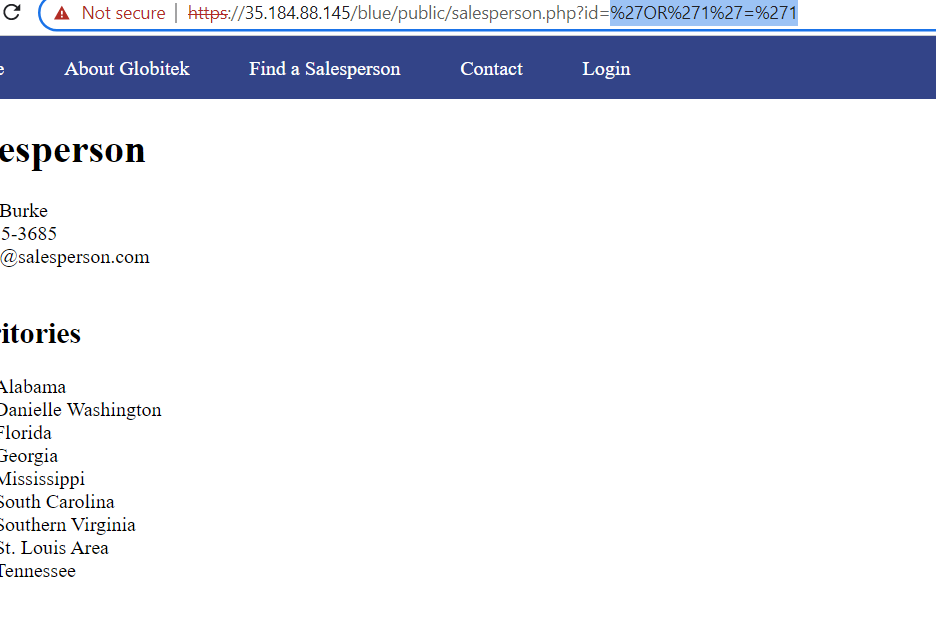 Not secure | https://35.184.88.145/blue/public/salesperson.php?id=%27OR%271%27=%271
e About Globitek Find a Salesperson Contact Login
esperson
Burke
5-3685
@salesperson.com
itories
Alabama
Danielle Washington
Florida
Georgia
Mississippi
South Carolina
Southern Virginia
St. Louis Area
Tennessee